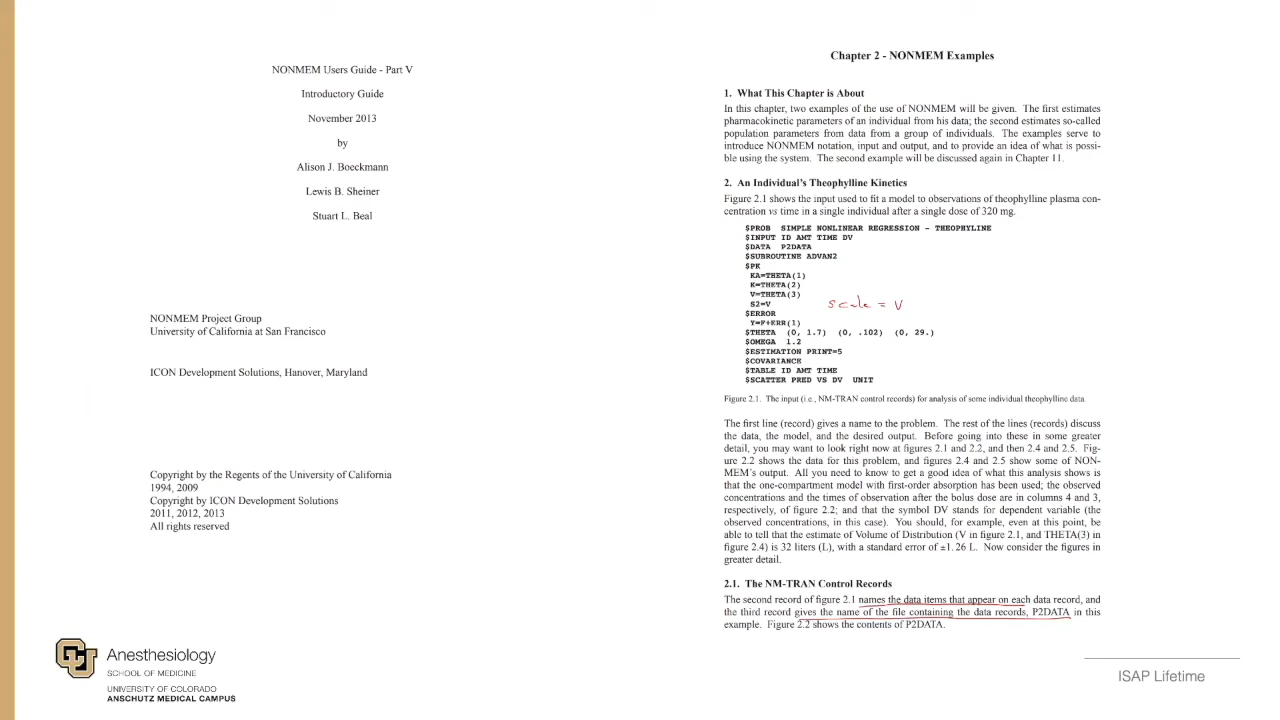 NONMEM Users Guide - Part V
Introductory Guide
November 2013
by
Alison J. Boeckmann
Lewis B. Sheiner
Stuart L. Beal
NONMEM Project Group
University of California at San Francisco
ICON Development Solutions, Hanover, Maryland
Copyright by the Regents of the University of California
1994, 2009
Copyright by ICON Development Solutions
2011, 2012, 2013
All rights reserved
Chapter 2 - NONMEM Examples
1. What This Chapter is About
In this chapter, two examples of the use of NONMEM will be given. The first estimates
pharmacokinetic parameters of an individual from his data; the second estimates so-called
population parameters from data from a group of individuals. The examples serve to
introduce NONMEM notation, input and output, and to provide an idea of what is possi-
ble using the system. The second example will be discussed again in Chapter 11.
2. An Individual's Theophylline Kinetics
Figure 2.1 shows the input used to fit a model to observations of theophylline plasma con-
centration vs time in a single individual after a single dose of 320 mg.
$PROB SIMPLE NONLINEAR REGRESSION - THEOPHYLINE
$INPUT ID AMT TIME DV
$DATA P2DATA
$SUBROUTINE ADVAN2
$PK
KA=THETA(1)
K=THETA(2)
V=THETA(3)
S2=V scale = V
$ERROR
Y=F+ERR(1)
$THETA (0, 1.7) (0, .102) (0, 29.)
$OMEGA 1.2
$ESTIMATION PRINT=5
$COVARIANCE
$TABLE ID AMT TIME
$SCATTER PRED VS DV UNIT
Figure 2.1. The input (i.e., NM-TRAN control records) for analysis of some individual theophylline data.
The first line (record) gives a name to the problem. The rest of the lines (records) discuss
the data, the model, and the desired output. Before going into these in some greater
detail, you may want to look right now at figures 2.1 and 2.2, and then 2.4 and 2.5. Fig-
ure 2.2 shows the data for this problem, and figures 2.4 and 2.5 show some of NON-
MEM's output. All you need to know to get a good idea of what this analysis shows is
that the one-compartment model with first-order absorption has been used; the observed
concentrations and the times of observation after the bolus dose are in columns 4 and 3,
respectively, of figure 2.2; and that the symbol DV stands for dependent variable (the
observed concentrations, in this case). You should, for example, even at this point, be
able to tell that the estimate of Volume of Distribution (V in figure 2.1, and THETA(3) in
figure 2.4) is 32 liters (L), with a standard error of ±1. 26 L. Now consider the figures in
greater detail.
2.1. The NM-TRAN Control Records
The second record of figure 2.1 names the data items that appear on each data record, and
the third record gives the name of the file containing the data records, P2DATA in this
example. Figure 2.2 shows the contents of P2DATA.
Anesthesiology
SCHOOL OF MEDICINE
UNIVERSITY OF COLORADO
ANSCHUTZ MEDICAL CAMPUS
ISAP Lifetime